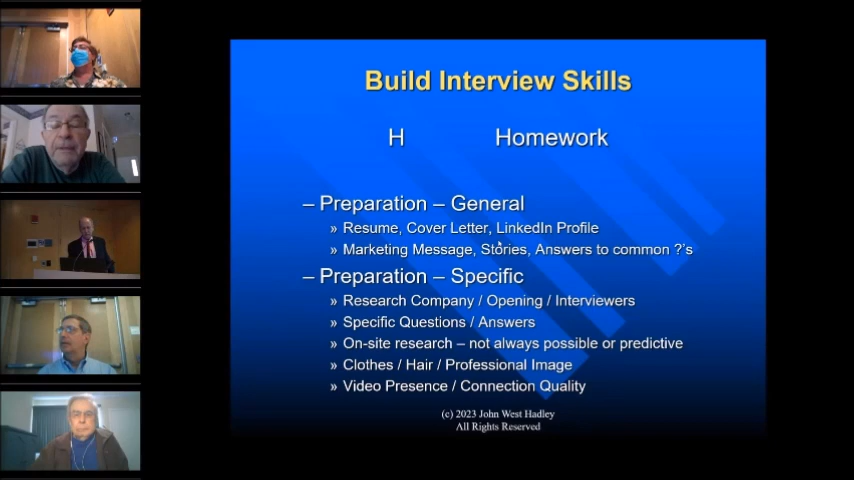 Build Interview Skills
H Homework
– Preparation – General
» Resume, Cover Letter, LinkedIn Profile
» Marketing Message, Stories, Answers to common ?'s
– Preparation – Specific
» Research Company / Opening / Interviewers
» Specific Questions / Answers
» On-site research – not always possible or predictive
» Clothes / Hair / Professional Image
» Video Presence / Connection Quality
(c) 2023 John West Hadley
All Rights Reserved